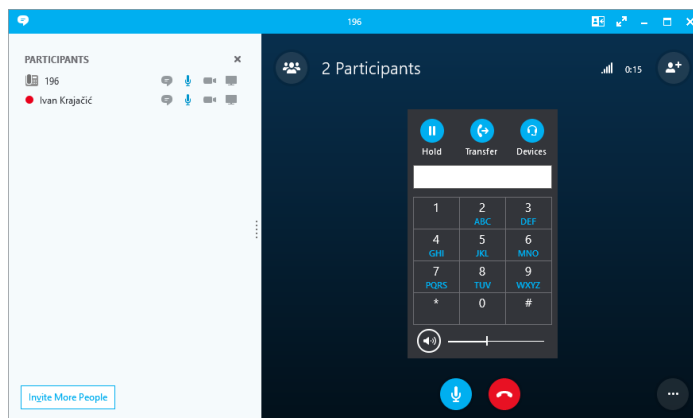 196
PARTICIPANTS
196
Ivan Krajačić
Invite More People
2 Participants
0:15
Hold Transfer Devices
1 2 3
ABC DEF
4 5 6
GHI JKL MNO
7 8 9
PQRS TUV WXYZ
* 0 #